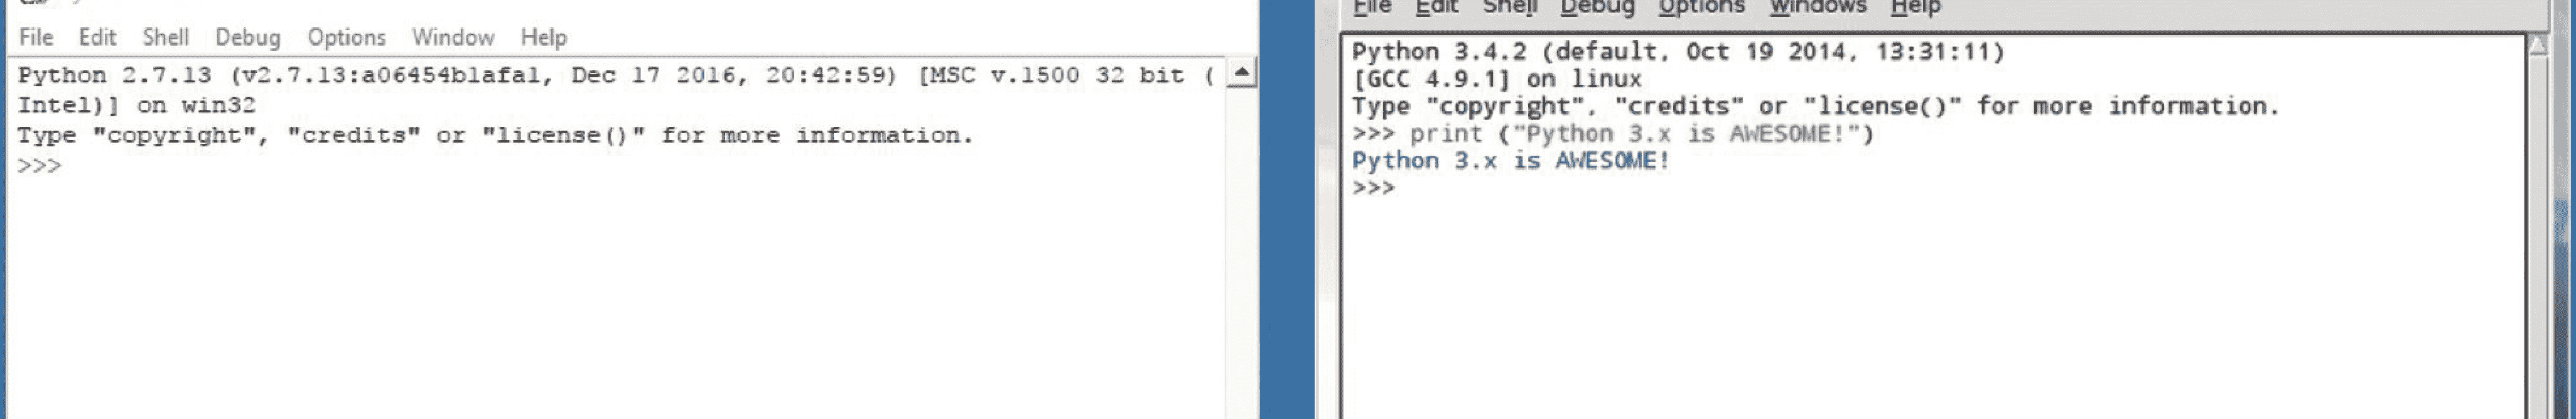 File Edit Shell Debug Options Window Help
Python 2.7.13 (v2.7.13:a06454b1afa1, Dec 17 2016, 20:42:59) [MSC v.1500 32 bit (
Intel)] on win32
Type "copyright", "credits" or "license()" for more information.
>>>
File Edit Shell Debug Options Windows Help
Python 3.4.2 (default, Oct 19 2014, 13:31:11)
[GCC 4.9.1] on linux
Type "copyright", "credits" or "license()" for more information.
>>> print ("Python 3.x is AWESOME!")
Python 3.x is AWESOME!
>>>